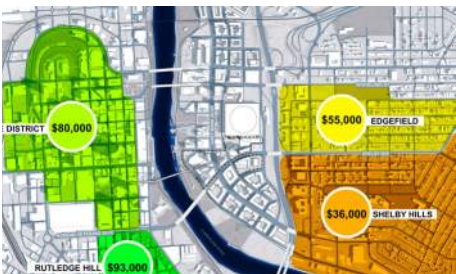 $55,000 EDGEFIELD
E DISTRICT $80,000
$36,000 SHELBY HILLS
RUTLEDGE HILL $93,000